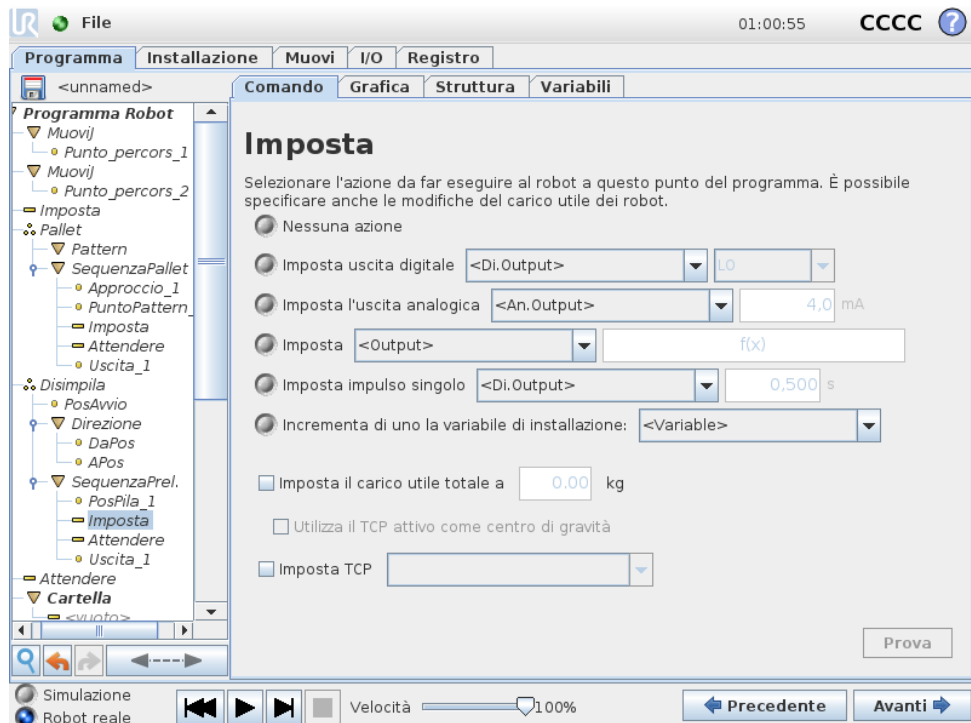 UR File 01:00:55 CCCC ?
Programma Installazione Muovi I/O Registro
<unnamed>
Comando Grafica Struttura Variabili
Programma Robot
MuoviJ
Punto_percors_1
MuoviJ
Punto_percors_2
Imposta
Pallet
Pattern
SequenzaPallet
Approccio_1
PuntoPattern_
Imposta
Attendere
Uscita_1
Disimpila
PosAvvio
Direzione
DaPos
APos
SequenzaPrel.
PosPila_1
Imposta
Attendere
Uscita_1
Attendere
Cartella
<vuoto>
Imposta
Selezionare l'azione da far eseguire al robot a questo punto del programma. È possibile
specificare anche le modifiche del carico utile dei robot.
Nessuna azione
Imposta uscita digitale <Di.Output> LO
Imposta l'uscita analogica <An.Output> 4,0 mA
Imposta <Output> f(x)
Imposta impulso singolo <Di.Output> 0,500 s
Incrementa di uno la variabile di installazione: <Variable>
Imposta il carico utile totale a 0.00 kg
Utilizza il TCP attivo come centro di gravità
Imposta TCP
Prova
Simulazione
Robot reale
Velocità 100%
Precedente Avanti